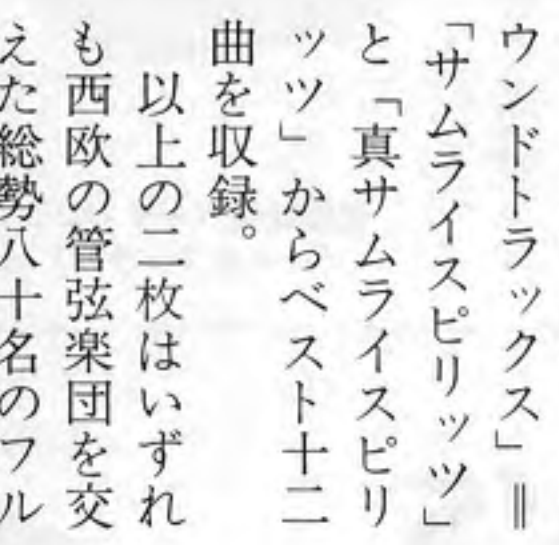 ウンドトラックス」＝
「サムライスピリッツ」
と「真サムライスピリ
ッツ」からベスト十二
曲を収録。
以上の二枚はいずれ
も西欧の管弦楽団を交
えた総勢八十名のフル